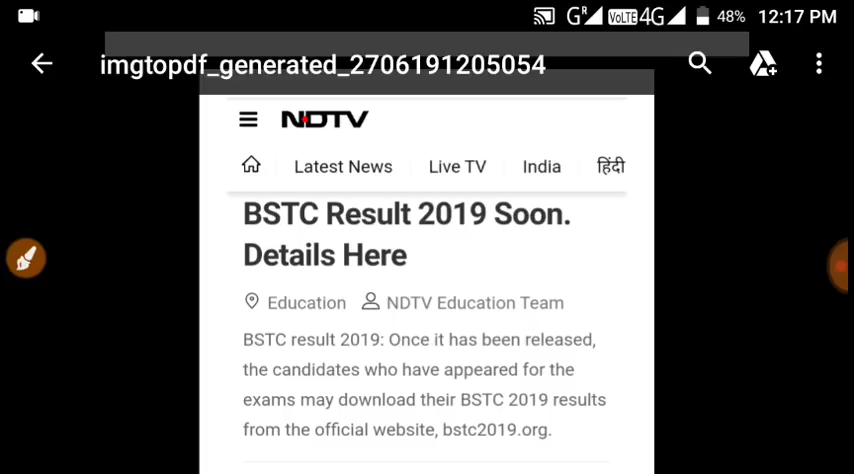 GR VoLTE 4G 48% 12:17 PM
imgtopdf_generated_2706191205054
NDTV
Latest News Live TV India हिंदी
BSTC Result 2019 Soon.
Details Here
Education NDTV Education Team
BSTC result 2019: Once it has been released,
the candidates who have appeared for the
exams may download their BSTC 2019 results
from the official website, bstc2019.org.